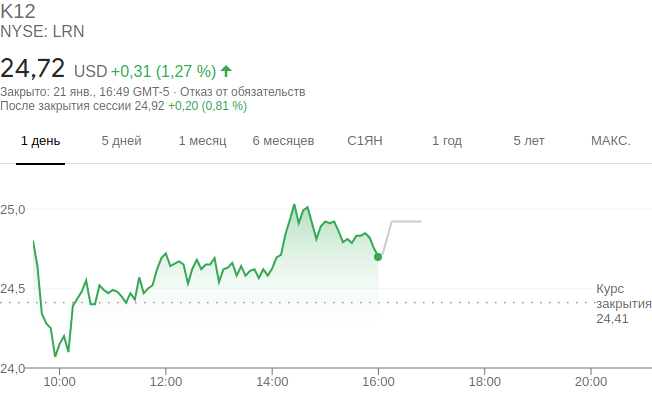 K12
NYSE: LRN
24,72 USD +0,31 (1,27 %)
Закрыто: 21 янв., 16:49 GMT-5 · Отказ от обязательств
После закрытия сессии 24,92 +0,20 (0,81 %)
1 день 5 дней 1 месяц 6 месяцев С1ЯН 1 год 5 лет МАКС.
25,0
24,5
Курс
закрытия
24,41
24,0
10:00 12:00 14:00 16:00 18:00 20:00